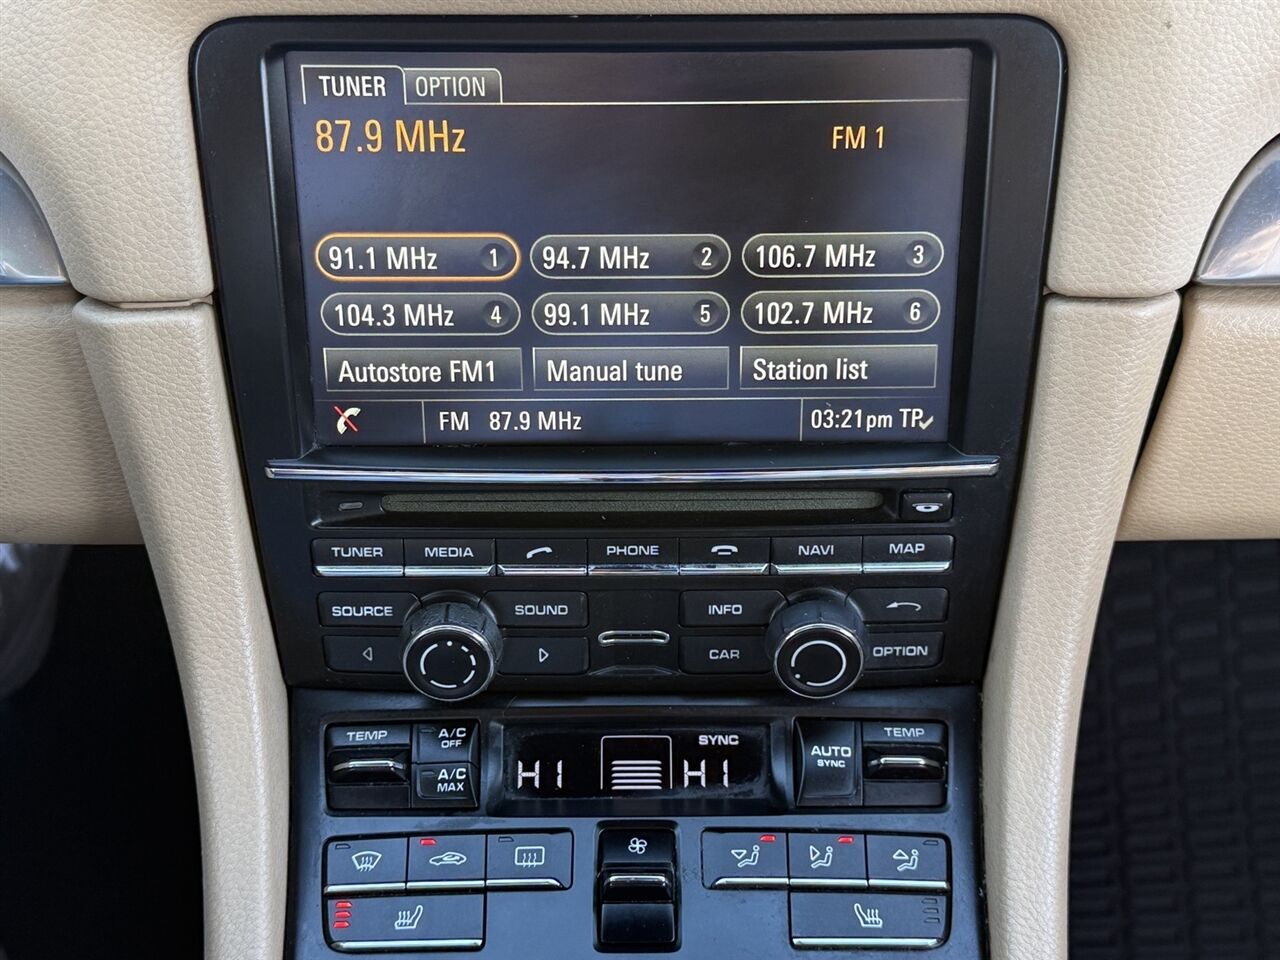 TUNER OPTION
87.9 MHz FM 1
91.1 MHz 1 94.7 MHz 2 106.7 MHz 3
104.3 MHz 4 99.1 MHz 5 102.7 MHz 6
Autostore FM1 Manual tune Station list
FM 87.9 MHz 03:21pm TP
TUNER MEDIA PHONE NAVI MAP
SOURCE SOUND INFO
CAR OPTION
TEMP A/C OFF SYNC AUTO SYNC TEMP
A/C MAX HI HI